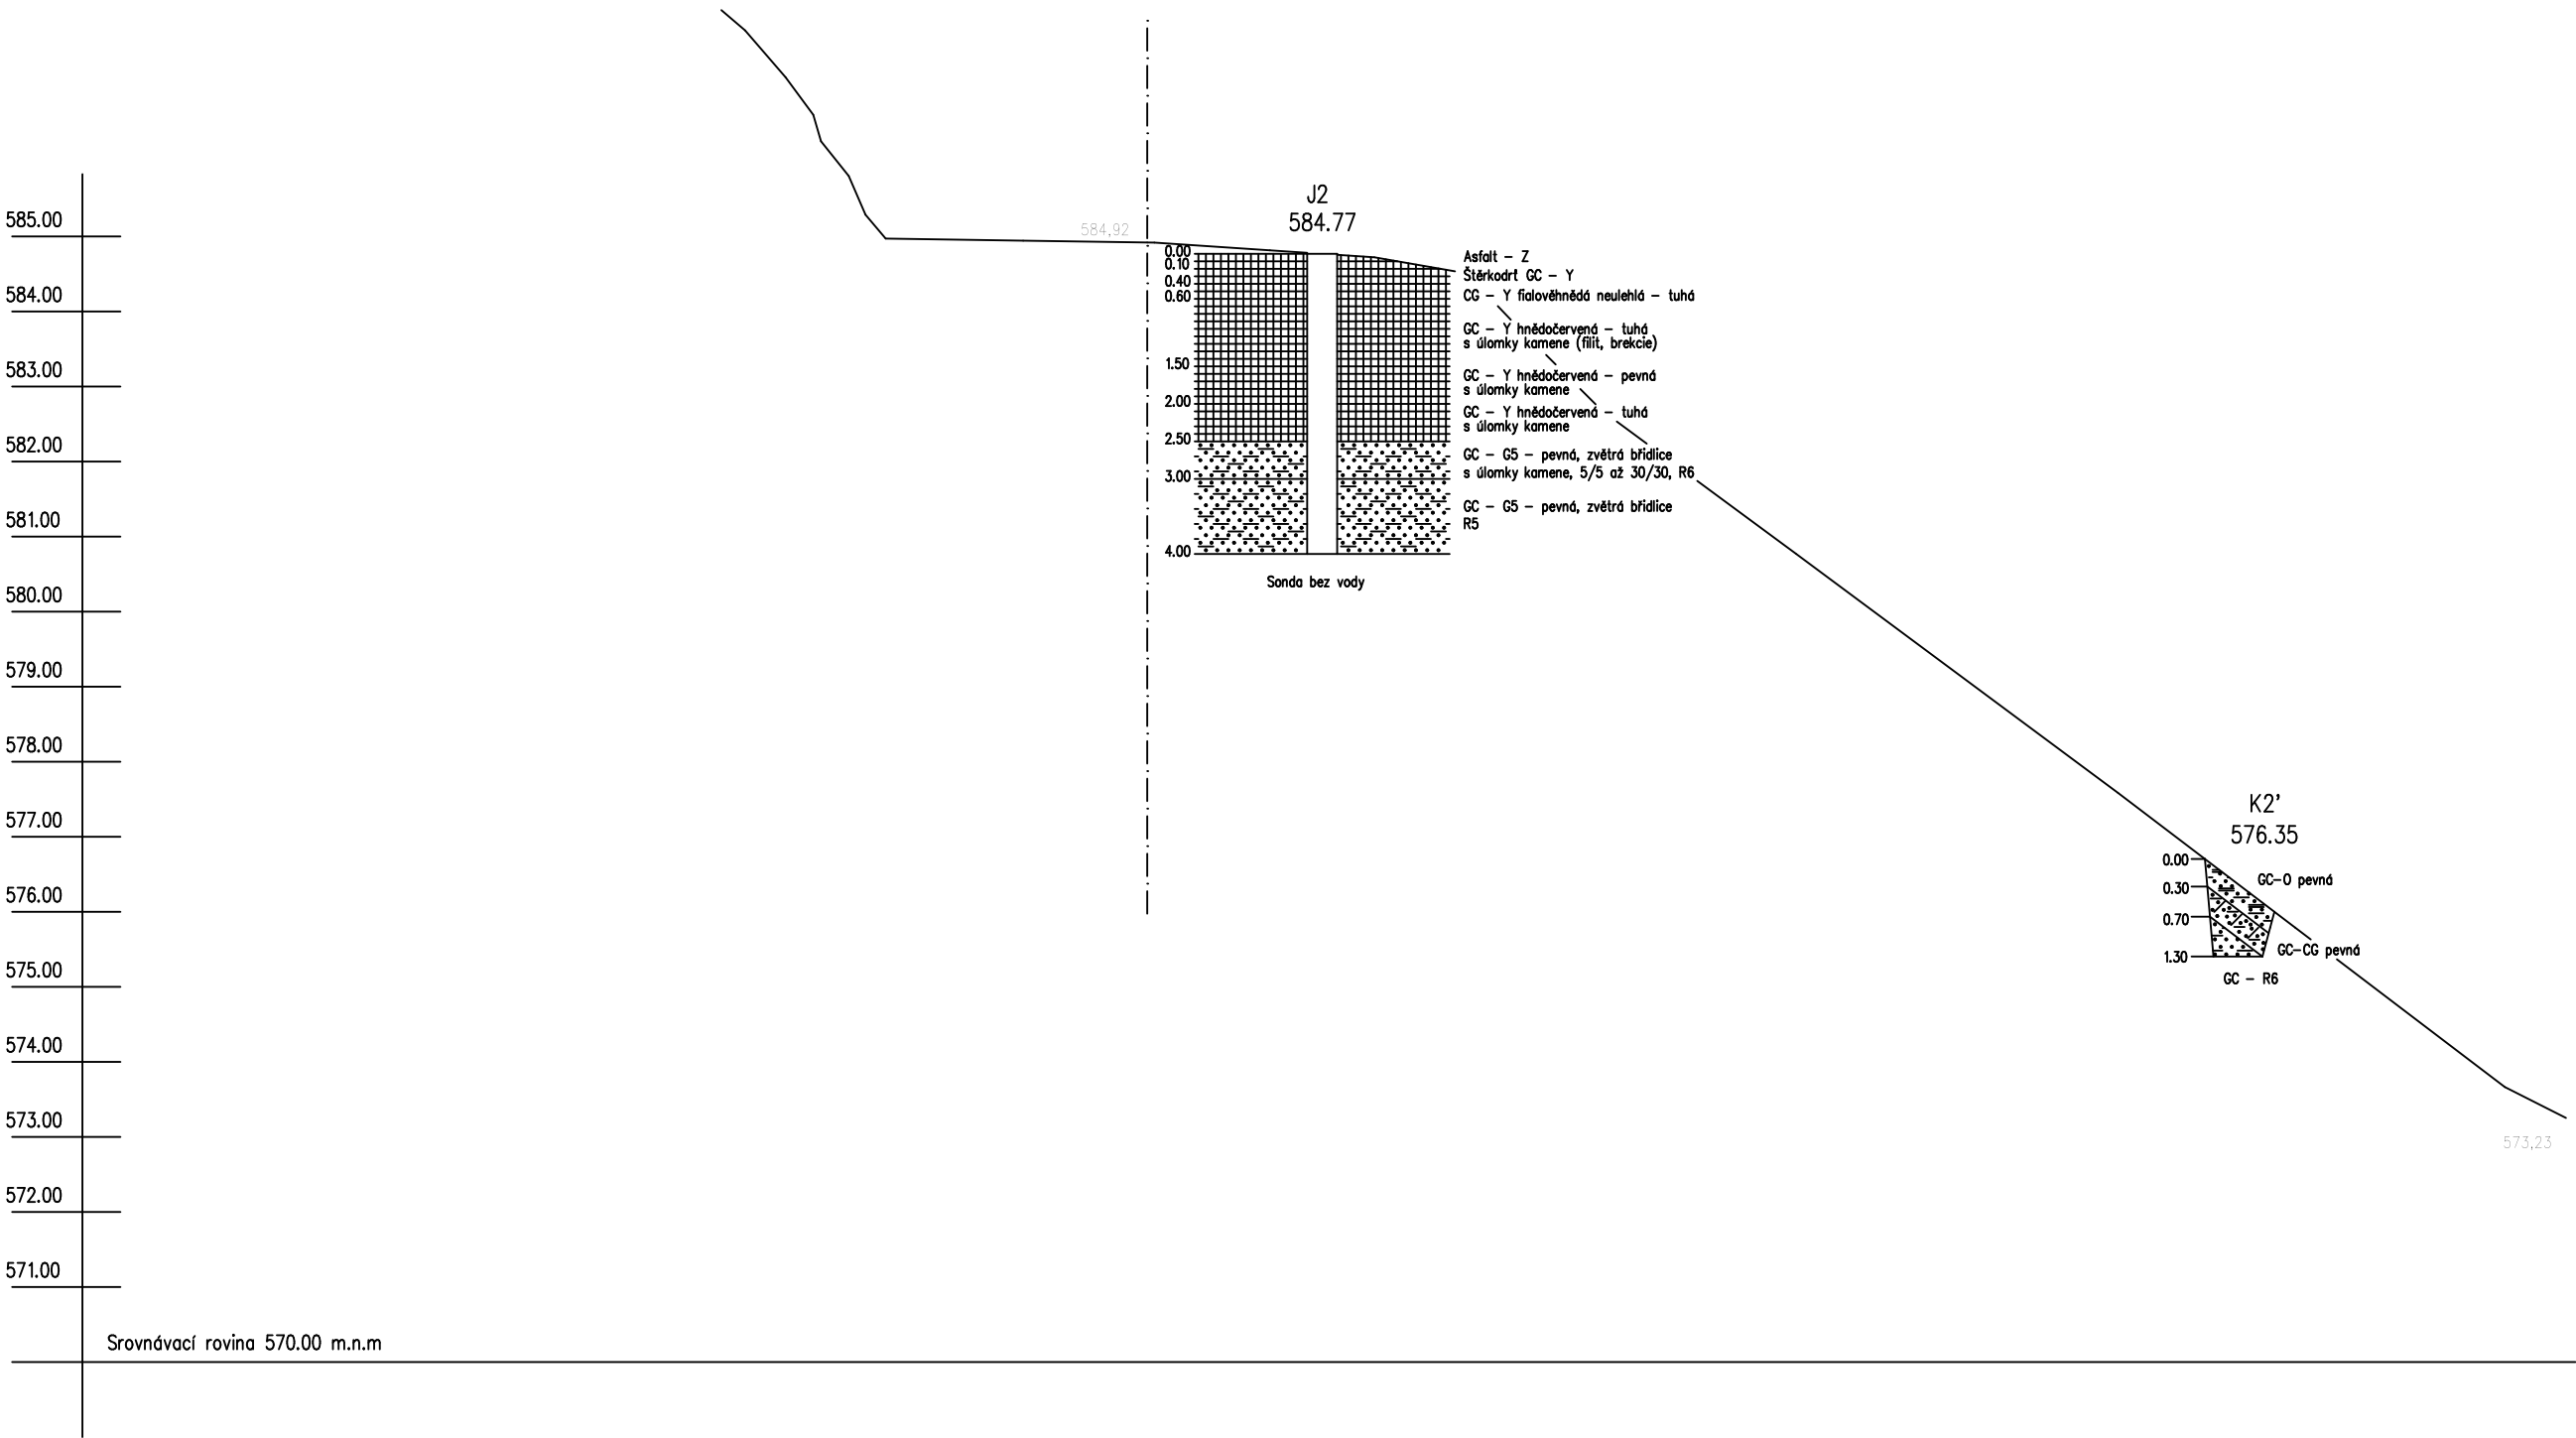 585.00
584.00
583.00
582.00
581.00
580.00
579.00
578.00
577.00
576.00
575.00
574.00
573.00
572.00
571.00
Srovnávací rovina 570.00 m.n.m
584,92
J2
584.77
0.00
0.10
0.40
0.60
1.50
2.00
2.50
3.00
4.00
Asfalt – Z
Štěrkodrť GC – Y
CG – Y fialověhnědá neulehlá – tuhá
GC – Y hnědočervená – tuhá
s úlomky kamene (filit, brekcie)
GC – Y hnědočervená – pevná
s úlomky kamene
GC – Y hnědočervená – tuhá
s úlomky kamene
GC – G5 – pevná, zvětrá břidlice
s úlomky kamene, 5/5 až 30/30, R6
GC – G5 – pevná, zvětrá břidlice
R5
Sonda bez vody
K2'
576.35
0.00
0.30
0.70
1.30
GC–O pevná
GC–CG pevná
GC – R6
573,23